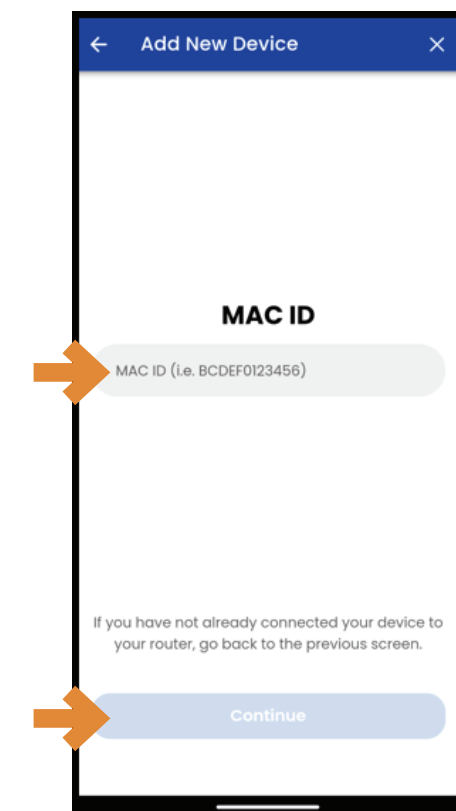 Add New Device
MAC ID
MAC ID (i.e. BCDEF0123456)
If you have not already connected your device to
your router, go back to the previous screen.
Continue